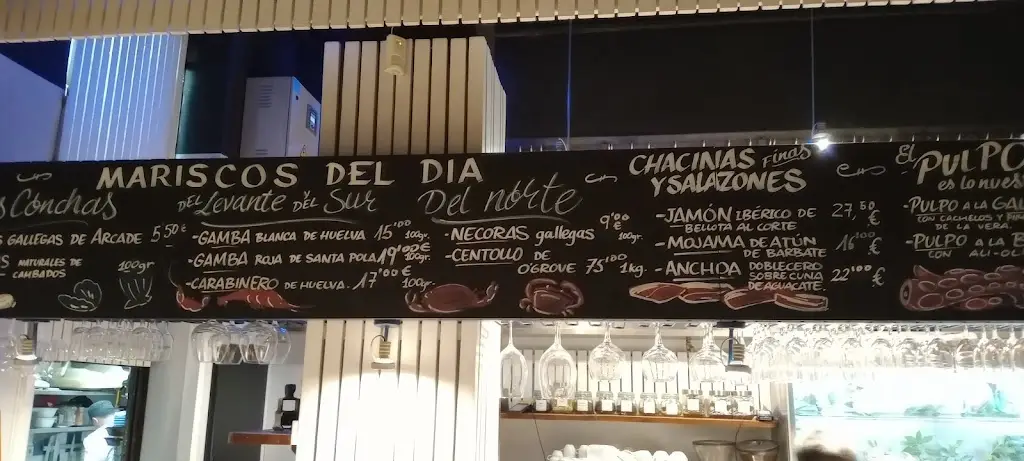 MARISCOS DEL DIA
Conchas
GALLEGAS DE ARCADE 5'50€
NATURALES DE
CAMBADOS 100gr
DEL Levante Y DEL Sur
-GAMBA BLANCA DE HUELVA 15'00€ 100gr.
-GAMBA ROJA DE SANTA POLA 19'00€ 100gr.
-CARABINERO DE HUELVA. 17'00€ 100gr.
Del norte
-NECORAS gallegas 9'00€ 100gr.
-CENTOLLO DE
O'GROVE 75'00 1kg.
CHACINIAS Finas
Y SALAZONES
-JAMÓN IBÉRICO DE
BELLOTA AL CORTE 27,50€
-MOJAMA DE ATÚN
DE BARBATE 16'00€
-ANCHOA DOBLECERO
SOBRE CUNA
DE AGUACATE. 22'00€
El PULPO
es lo nues
-PULPO A LA GAL
CON CACHELOS Y
DE LA VERA.
-PULPO A LA B
CON ALI-OL